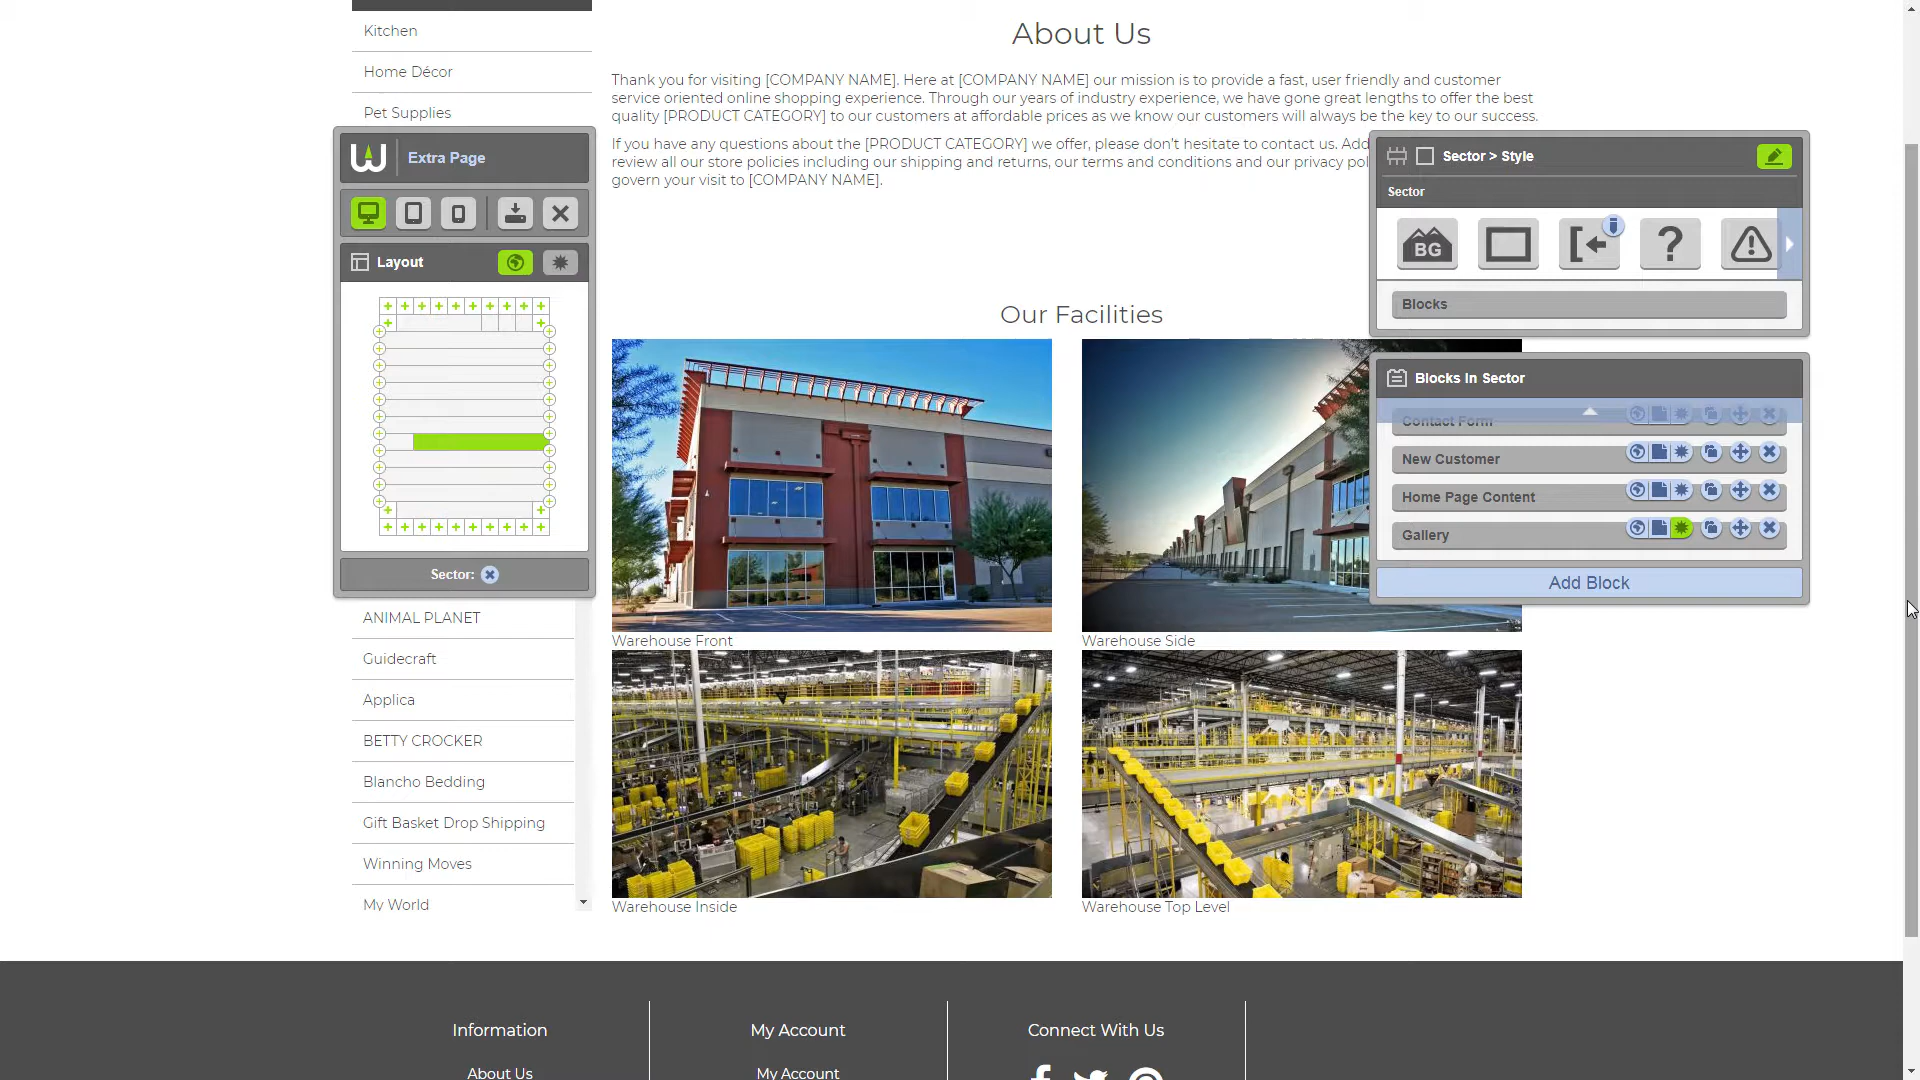 Kitchen
Home Décor
Pet Supplies
About Us
Thank you for visiting [COMPANY NAME]. Here at [COMPANY NAME] our mission is to provide a fast, user friendly and customer
service oriented online shopping experience. Through our years of industry experience, we have gone great lengths to offer the best
quality [PRODUCT CATEGORY] to our customers at affordable prices as we know our customers will always be the key to our success.
If you have any questions about the [PRODUCT CATEGORY] we offer, please don't hesitate to contact us. Add
review all our store policies including our shipping and returns, our terms and conditions and our privacy pol
govern your visit to [COMPANY NAME].
Extra Page
Layout
Sector:
Sector > Style
Sector
BG
?
Blocks
Blocks In Sector
Contact Form
New Customer
Home Page Content
Gallery
Add Block
Our Facilities
Warehouse Front
Warehouse Side
Warehouse Inside
Warehouse Top Level
ANIMAL PLANET
Guidecraft
Applica
BETTY CROCKER
Blancho Bedding
Gift Basket Drop Shipping
Winning Moves
My World
Information
My Account
Connect With Us
About Us
My Account